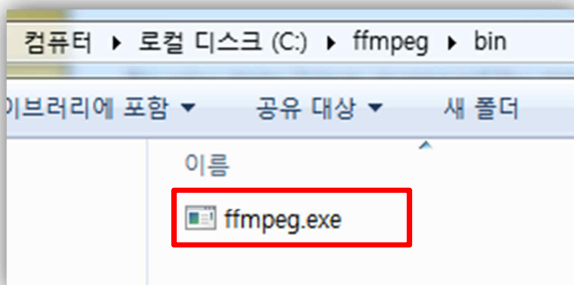 컴퓨터 ▶ 로컬 디스크 (C:) ▶ ffmpeg ▶ bin
이브러리에 포함 ▼ 공유 대상 ▼ 새 폴더
이름
ffmpeg.exe